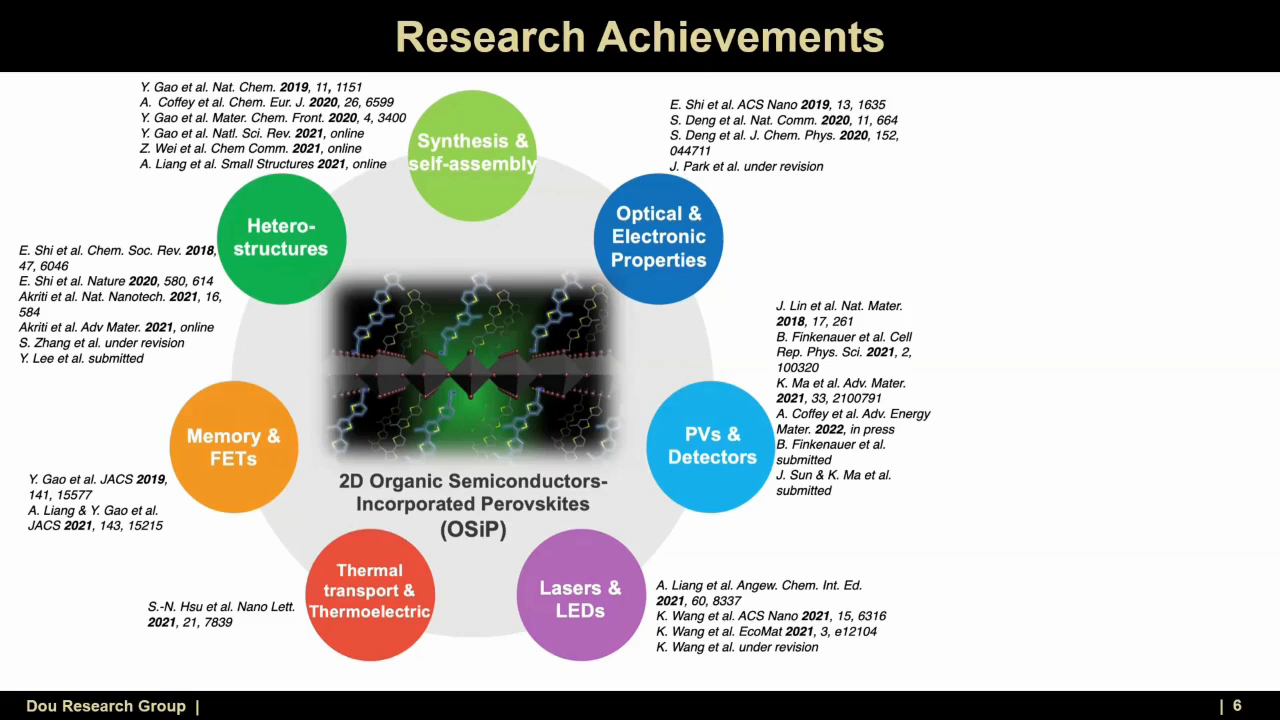 Research Achievements
Y. Gao et al. Nat. Chem. 2019, 11, 1151
A. Coffey et al. Chem. Eur. J. 2020, 26, 6599
Y. Gao et al. Mater. Chem. Front. 2020, 4, 3400
Y. Gao et al. Natl. Sci. Rev. 2021, online
Z. Wei et al. Chem Comm. 2021, online
A. Liang et al. Small Structures 2021, online
Synthesis &
self-assembly
E. Shi et al. ACS Nano 2019, 13, 1635
S. Deng et al. Nat. Comm. 2020, 11, 664
S. Deng et al. J. Chem. Phys. 2020, 152,
044711
J. Park et al. under revision
Hetero-
structures
Optical &
Electronic
Properties
E. Shi et al. Chem. Soc. Rev. 2018,
47, 6046
E. Shi et al. Nature 2020, 580, 614
Akriti et al. Nat. Nanotech. 2021, 16,
584
Akriti et al. Adv Mater. 2021, online
S. Zhang et al. under revision
Y. Lee et al. submitted
J. Lin et al. Nat. Mater.
2018, 17, 261
B. Finkenauer et al. Cell
Rep. Phys. Sci. 2021, 2,
100320
K. Ma et al. Adv. Mater.
2021, 33, 2100791
A. Coffey et al. Adv. Energy
Mater. 2022, in press
B. Finkenauer et al.
submitted
J. Sun & K. Ma et al.
submitted
Memory &
FETs
PVs &
Detectors
Y. Gao et al. JACS 2019,
141, 15577
A. Liang & Y. Gao et al.
JACS 2021, 143, 15215
2D Organic Semiconductors-
Incorporated Perovskites
(OSiP)
Thermal
transport &
Thermoelectric
Lasers &
LEDs
S.-N. Hsu et al. Nano Lett.
2021, 21, 7839
A. Liang et al. Angew. Chem. Int. Ed.
2021, 60, 8337
K. Wang et al. ACS Nano 2021, 15, 6316
K. Wang et al. EcoMat 2021, 3, e12104
K. Wang et al. under revision
Dou Research Group |
| 6